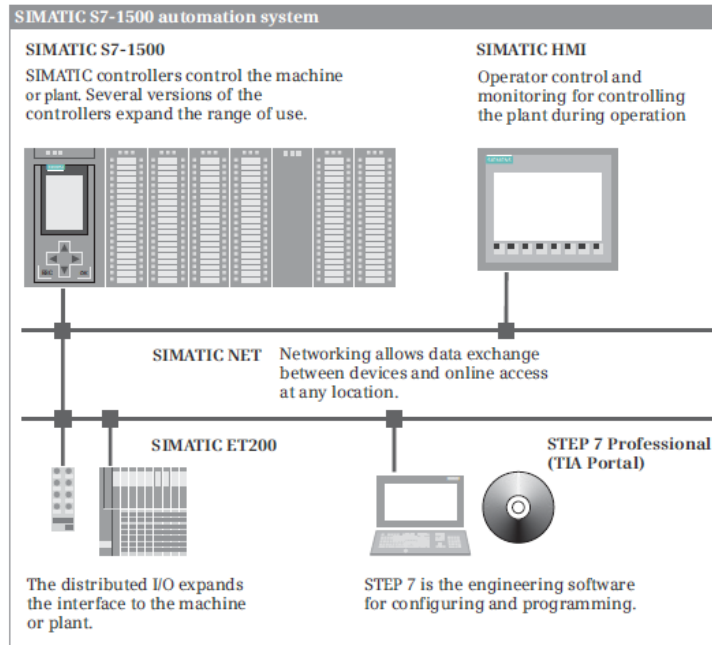 SIMATIC S7-1500 automation system
SIMATIC S7-1500
SIMATIC controllers control the machine
or plant. Several versions of the
controllers expand the range of use.
SIMATIC HMI
Operator control and
monitoring for controlling
the plant during operation
SIEMENS
OK
SIMATIC NET
Networking allows data exchange
between devices and online access
at any location.
SIMATIC ET200
STEP 7 Professional
(TIA Portal)
The distributed I/O expands
the interface to the machine
or plant.
STEP 7 is the engineering software
for configuring and programming.